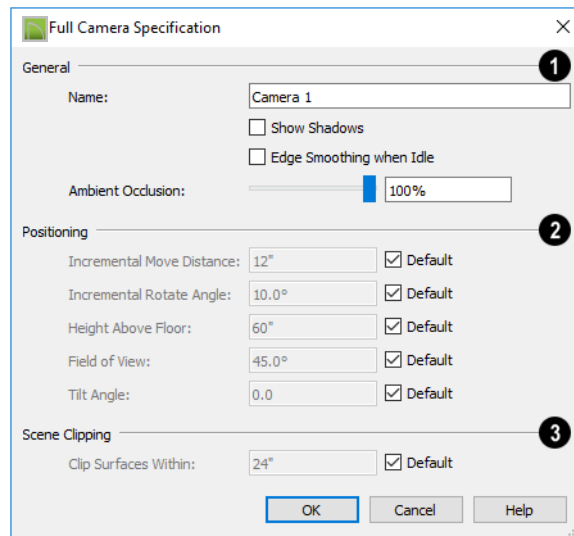 Full Camera Specification
General 1
Name: Camera 1
Show Shadows
Edge Smoothing when Idle
Ambient Occlusion: 100%
Positioning 2
Incremental Move Distance: 12" Default
Incremental Rotate Angle: 10.0° Default
Height Above Floor: 60" Default
Field of View: 45.0° Default
Tilt Angle: 0.0 Default
Scene Clipping 3
Clip Surfaces Within: 24" Default
OK Cancel Help